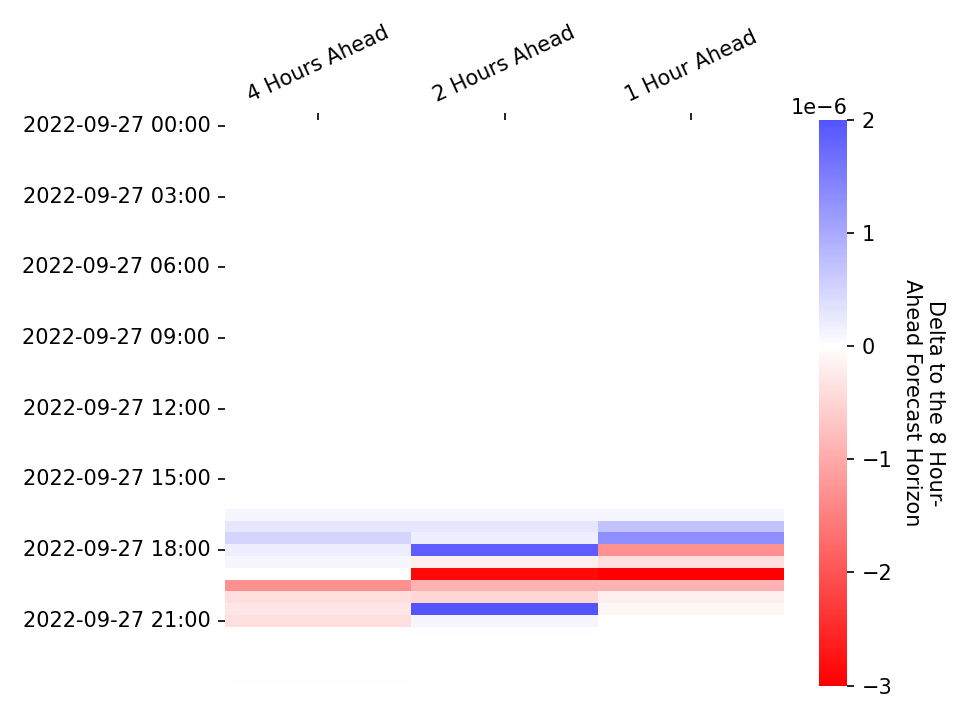 4 Hours Ahead
2 Hours Ahead
1 Hour Ahead
1e−6
2022-09-27 00:00
2022-09-27 03:00
2022-09-27 06:00
2022-09-27 09:00
2022-09-27 12:00
2022-09-27 15:00
2022-09-27 18:00
2022-09-27 21:00
2
1
0
−1
−2
−3
Delta to the 8 Hour-
Ahead Forecast Horizon